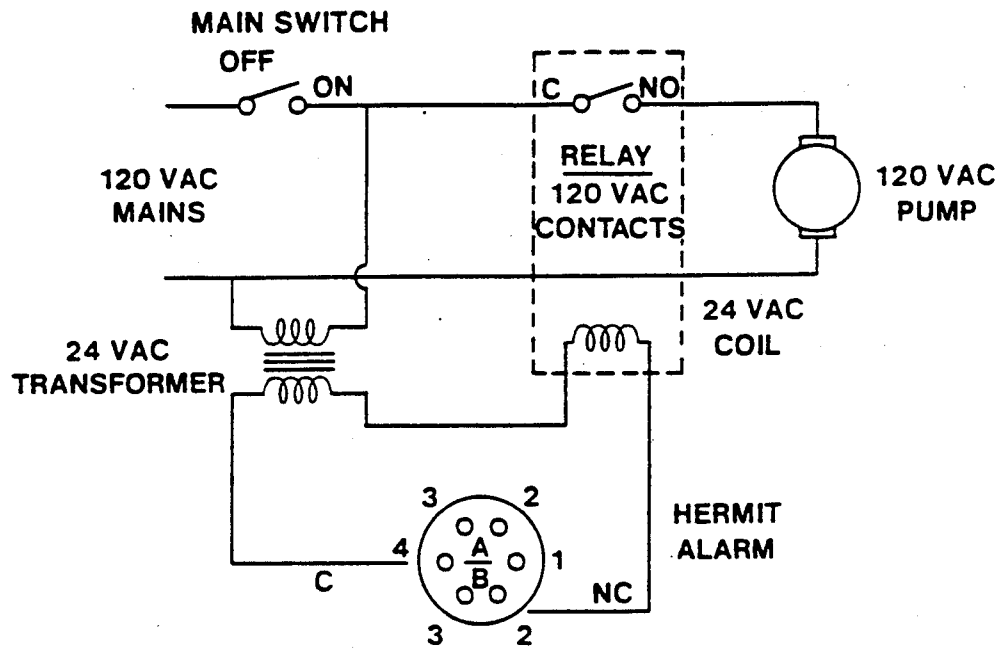 MAIN SWITCH
OFF
ON
C
NO
120 VAC
MAINS
RELAY
120 VAC
CONTACTS
120 VAC
PUMP
24 VAC
TRANSFORMER
24 VAC
COIL
3
2
4
A
B
1
C
3
2
NC
HERMIT
ALARM